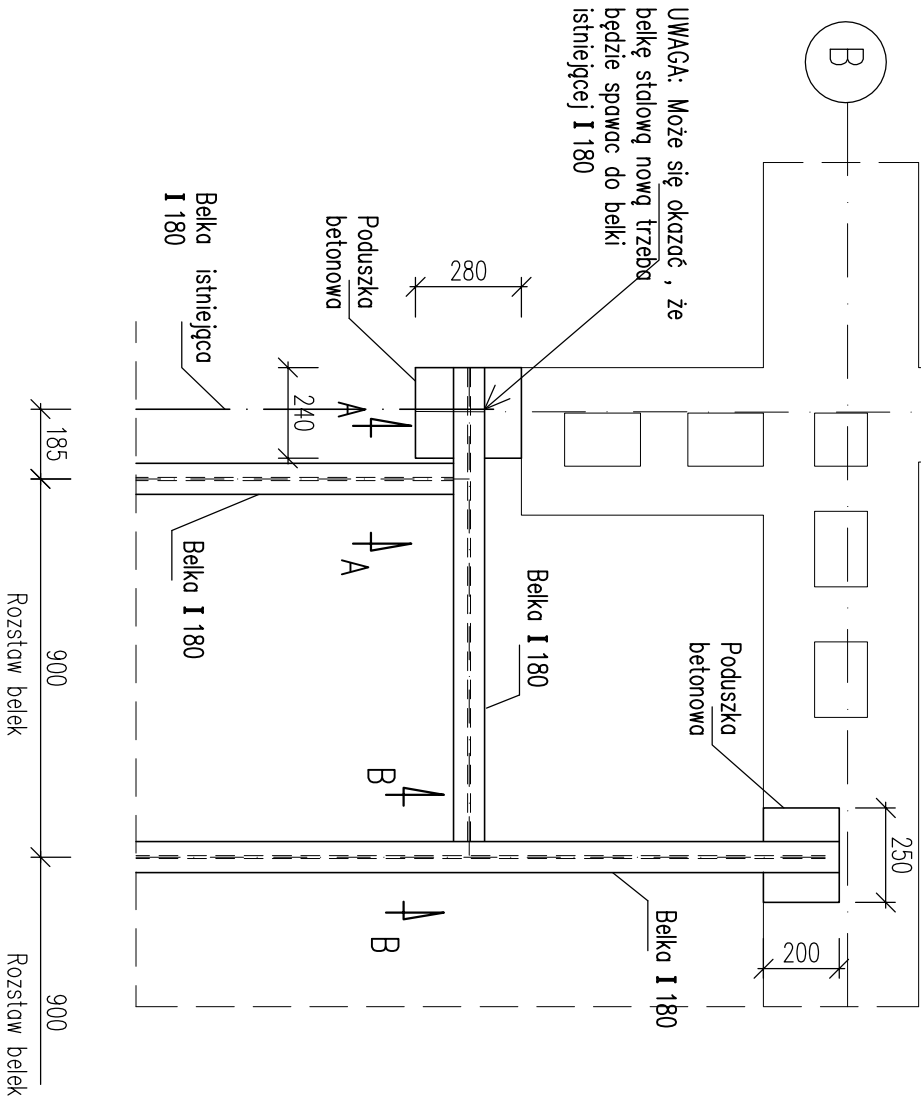 B
UWAGA: Może się okazać , że
belkę stalową nową trzeba
będzie spawac do belki
istniejącej I 180
Belka istniejąca
I 180
Poduszka
betonowa
280
240
185
A
A
Belka I 180
Belka I 180
900
Rozstaw belek
Poduszka
betonowa
B
B
250
200
Belka I 180
900
Rozstaw belek